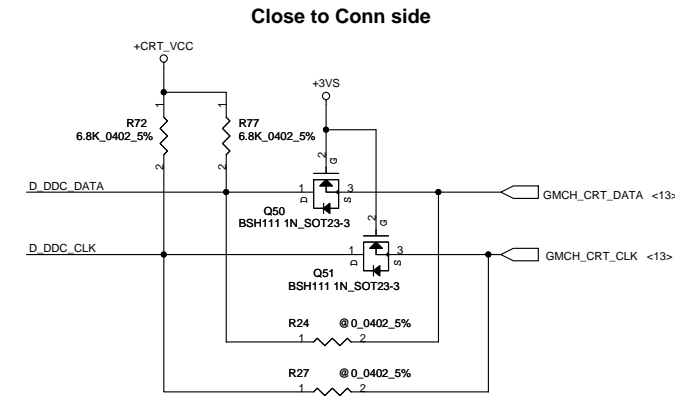 Close to Conn side
+CRT_VCC
+3VS
1
1
R72
6.8K_0402_5%
R77
6.8K_0402_5%
2
2
2
G
D_DDC_DATA
1
3
D
S
GMCH_CRT_DATA <13>
Q50
BSH111 1N_SOT23-3
2
G
D_DDC_CLK
1
3
D
S
GMCH_CRT_CLK <13>
Q51
BSH111 1N_SOT23-3
R24 @0_0402_5%
1 2
R27 @0_0402_5%
1 2